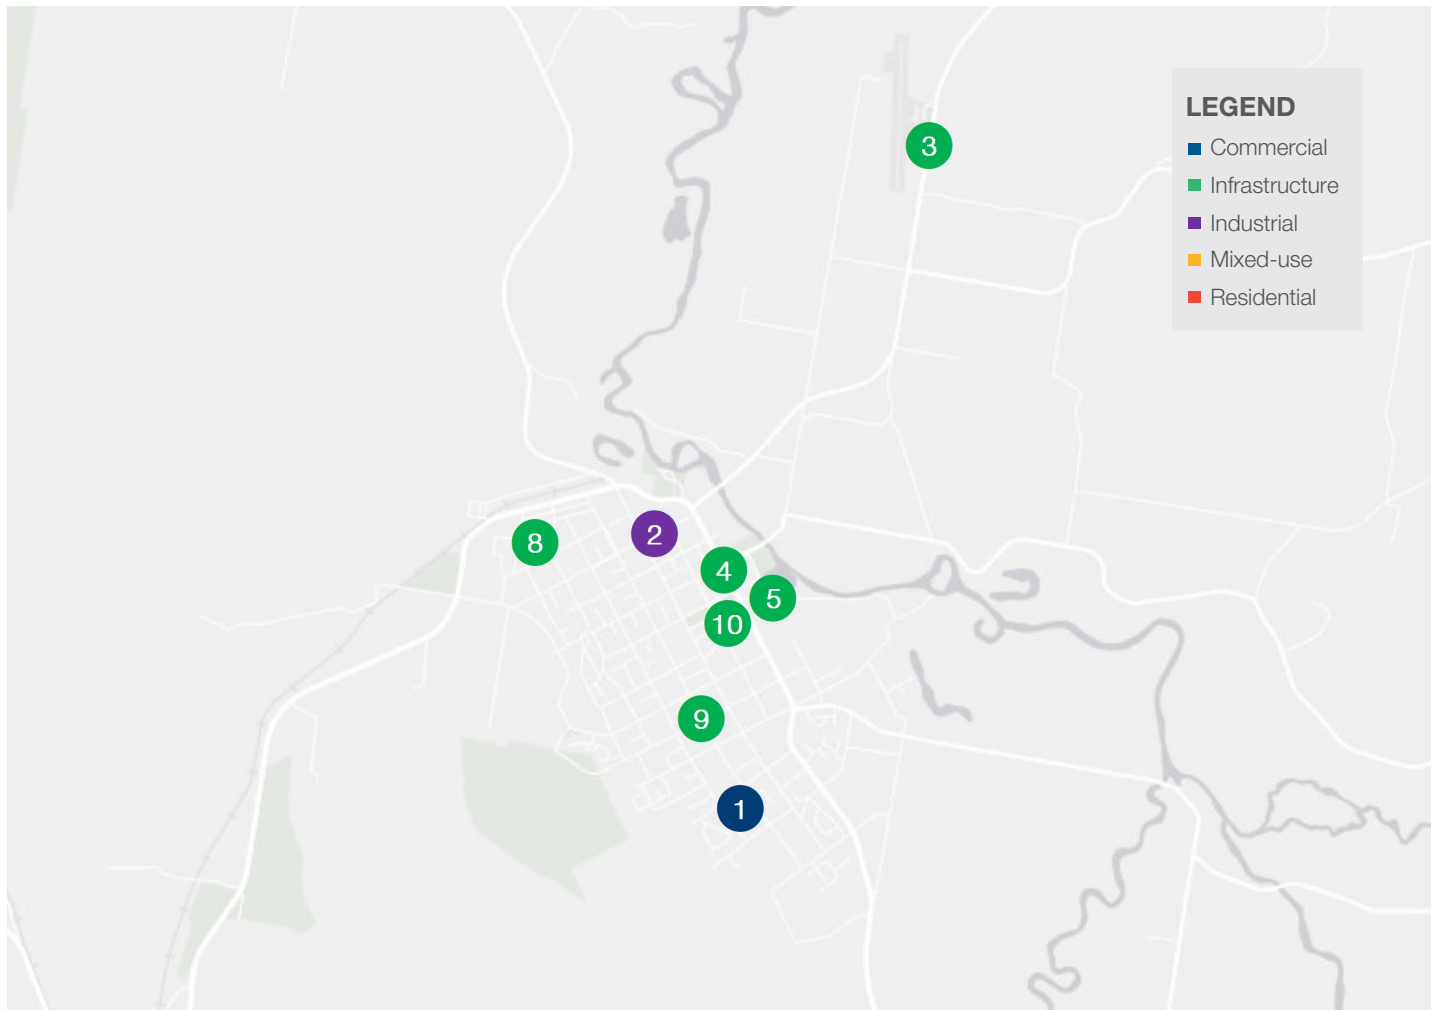 3
LEGEND
Commercial
Infrastructure
Industrial
Mixed-use
Residential
2
8
4
5
10
9
1